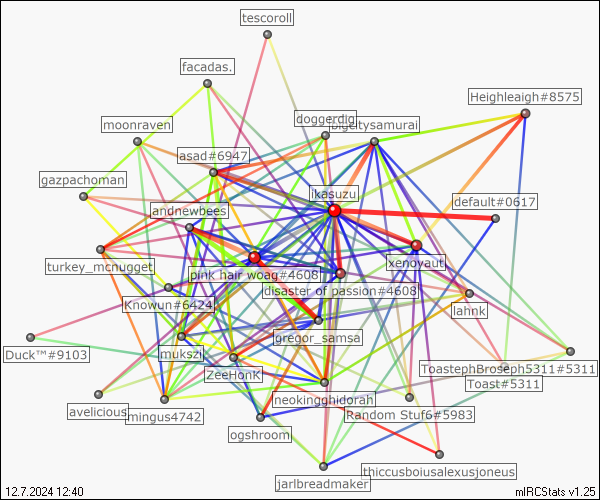 tescoroll
facadas.
Heighleigh#8575
doggerdig
bigcitysamurai
moonraven
asad#6947
gazpachoman
ikasuzu
default#0617
andnewbees
turkey_mcnugget
pink hair woag#4608
xenovaut
disaster of passion#4608
Knowun#6424
lahnk
gregor_samsa
Duck™#9103
mukszi
ZeeHonK
ToastephBroseph5311#5311
Toast#5311
avelicious
mingus4742
neokingghidorah
Random Stuf6#5983
ogshroom
jarlbreadmaker
thiccusboiusalexusjoneus
12.7.2024 12:40
mIRCStats v1.25